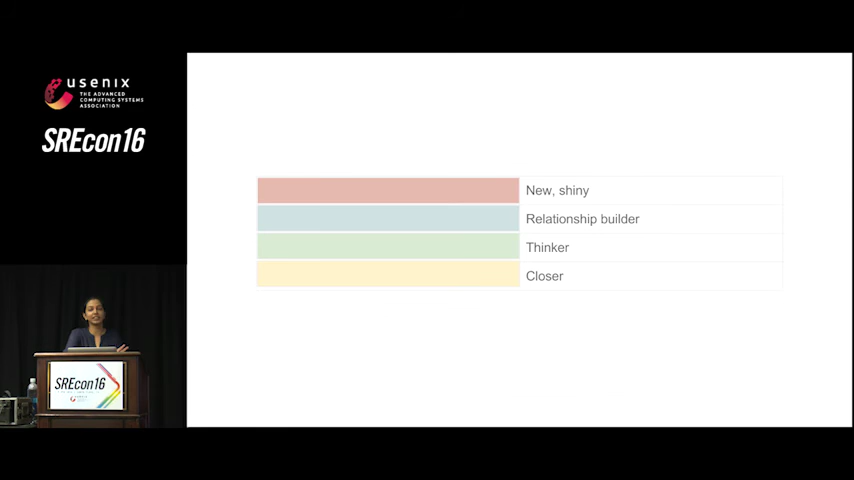 usenix
THE ADVANCED
COMPUTING SYSTEMS
ASSOCIATION
SREcon16
New, shiny
Relationship builder
Thinker
Closer
SREcon16